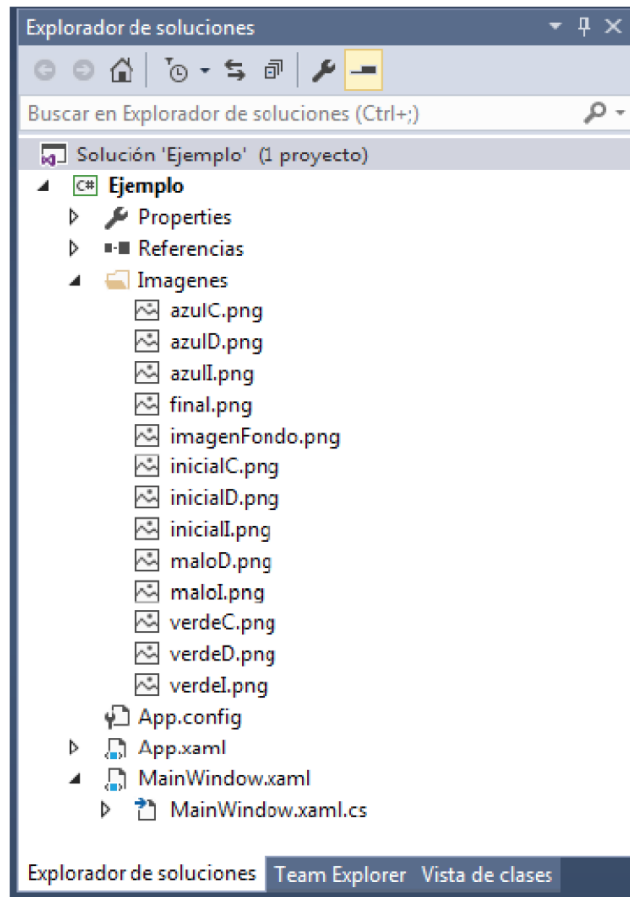 Explorador de soluciones
Buscar en Explorador de soluciones (Ctrl+;)
Solución 'Ejemplo' (1 proyecto)
C# Ejemplo
Properties
Referencias
Imagenes
azulC.png
azulD.png
azulI.png
final.png
imagenFondo.png
inicialC.png
inicialD.png
inicialI.png
maloD.png
maloI.png
verdeC.png
verdeD.png
verdeI.png
App.config
App.xaml
MainWindow.xaml
MainWindow.xaml.cs
Explorador de soluciones Team Explorer Vista de clases